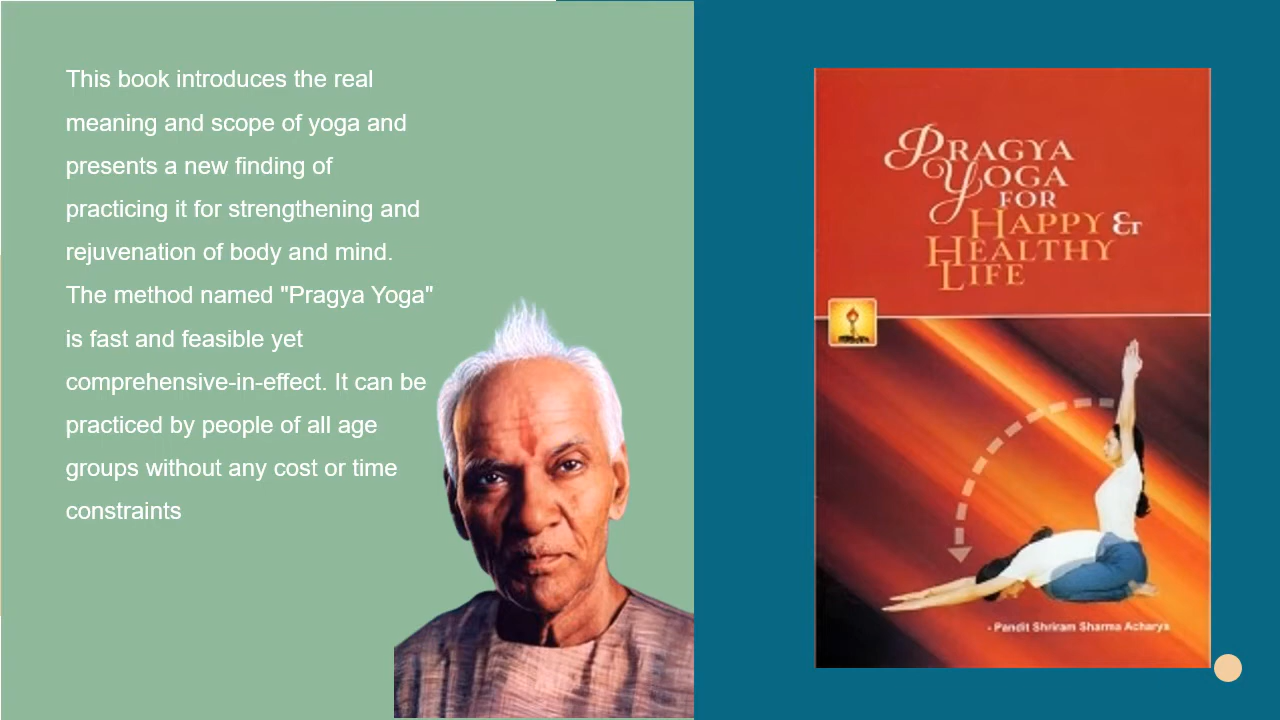 This book introduces the real
meaning and scope of yoga and
presents a new finding of
practicing it for strengthening and
rejuvenation of body and mind.
The method named "Pragya Yoga"
is fast and feasible yet
comprehensive-in-effect. It can be
practiced by people of all age
groups without any cost or time
constraints
PRAGYA
YOGA
FOR
HAPPY &
HEALTHY
LIFE
- Pandit Shriram Sharma Acharya